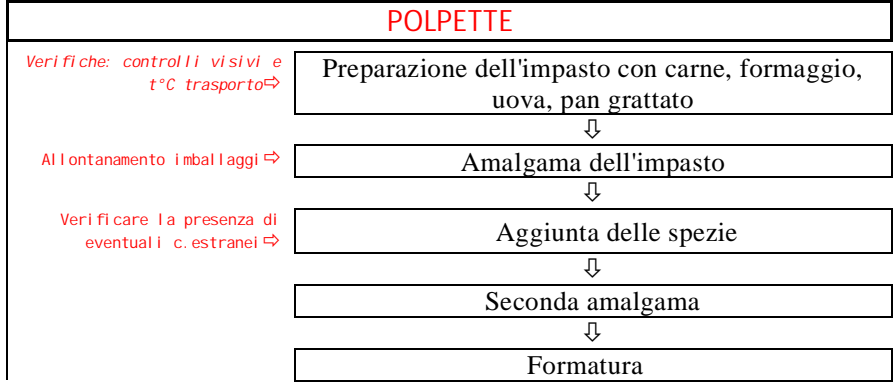 POLPETTE
Verifiche: controlli visivi e
t°C trasporto⇨
Preparazione dell'impasto con carne, formaggio,
uova, pan grattato
⇩
Allontanamento imballaggi⇨
Amalgama dell'impasto
⇩
Verificare la presenza di
eventuali c.estranei⇨
Aggiunta delle spezie
⇩
Seconda amalgama
⇩
Formatura